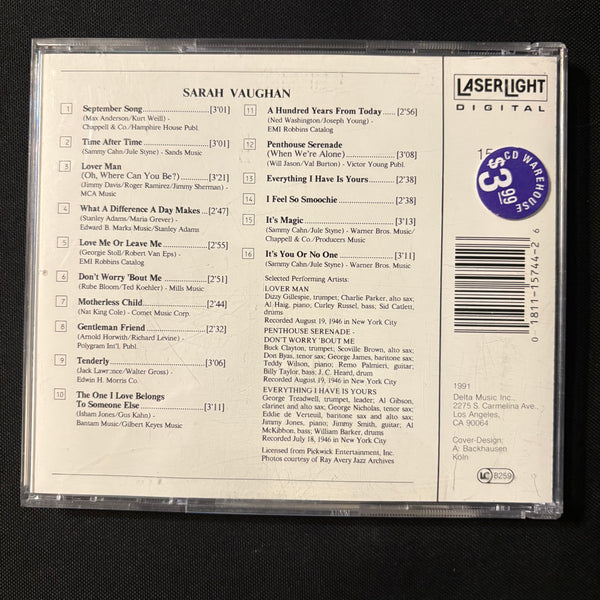 SARAH VAUGHAN
1 September Song [3'01]
(Max Anderson/Kurt Weill) -
Chappell & Co./Hamphire House Publ.
2 Time After Time [3'01]
(Sammy Cahn/Jule Styne) - Sands Music
3 Lover Man
(Oh, Where Can You Be?) [3'21]
(Jimmy Davis/Roger Ramirez/Jimmy Sherman) -
MCA Music
4 What A Difference A Day Makes [2'47]
(Stanley Adams/Maria Grever) -
Edward B. Marks Music/Stanley Adams
5 Love Me Or Leave Me [2'55]
(George Stoll/Robert Van Eps) -
EMI Robbins Catalog
6 Don't Worry 'Bout Me [2'51]
(Rube Bloom/Ted Koehler) - Mills Music
7 Motherless Child [2'44]
(Nat King Cole) - Comet Music Corp.
8 Gentleman Friend [2'32]
(Arnold Horwith/Richard Levine) -
Polygram Int'l Publ.
9 Tenderly [3'06]
(Jack Lawrence/Walter Gross) -
Edwin H. Morris Co.
10 The One I Love Belongs
To Someone Else [3'11]
(Isham Jones/Gus Kahn) -
Bantam Music/Gilbert Keyes Music
11 A Hundred Years From Today [2'56]
(Ned Washington/Joseph Young) -
EMI Robbins Catalog
12 Penthouse Serenade
(When We're Alone) [3'08]
(Will Jason/Val Burton) - Victor Young Publ.
13 Everything I Have Is Yours [2'38]
14 I Feel So Smoochie [2'38]
15 It's Magic [3'13]
(Sammy Cahn/Jule Styne) - Warner Bros. Music/
Chappell & Co./Producers Music
16 It's You Or No One [3'11]
(Sammy Cahn/Jule Styne) - Warner Bros. Music
Selected Performing Artists:
LOVER MAN
Dizzy Gillespie, trumpet; Charlie Parker, alto sax;
Al Haig, piano; Curley Russel, bass; Sid Catlett,
drums
Recorded August 19, 1946 in New York City
PENTHOUSE SERENADE -
DON'T WORRY 'BOUT ME
Buck Clayton, trumpet; Scoville Brown, alto sax;
Don Byas, tenor sax; George James, baritone sax;
Teddy Wilson, piano; Remo Palmieri, guitar;
Billy Taylor, bass; J. C. Heard, drum
Recorded August 19, 1946 in New York City
EVERYTHING I HAVE IS YOURS
George Treadwell, trumpet, leader; Al Gibson,
clarinet and alto sax; George Nicholas, tenor sax;
Eddie de Verteuil, baritone sax and alto sax;
Jimmy Jones, piano; Jimmy Smith, guitar; Al
McKibbon, bass; William Barker, drums
Recorded July 18, 1946 in New York City
Licensed from Pickwick Entertainment, Inc.
Photos courtesy of Ray Avery Jazz Archives
LASERLIGHT
DIGITAL
15
CD WAREHOUSE
$3 99
0 18111-15744-2 6
1991
Delta Music Inc.,
2275 S. Carmelina Ave.
Los Angeles,
CA 90064
Cover-Design:
A. Backhausen
Köln
LC 8259